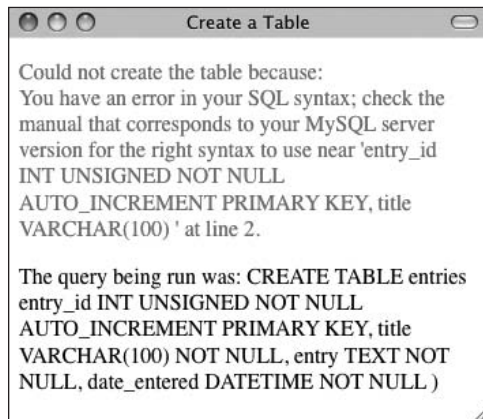 Create a Table
Could not create the table because:
You have an error in your SQL syntax; check the
manual that corresponds to your MySQL server
version for the right syntax to use near 'entry_id
INT UNSIGNED NOT NULL
AUTO_INCREMENT PRIMARY KEY, title
VARCHAR(100) ' at line 2.
The query being run was: CREATE TABLE entries
entry_id INT UNSIGNED NOT NULL
AUTO_INCREMENT PRIMARY KEY, title
VARCHAR(100) NOT NULL, entry TEXT NOT
NULL, date_entered DATETIME NOT NULL )